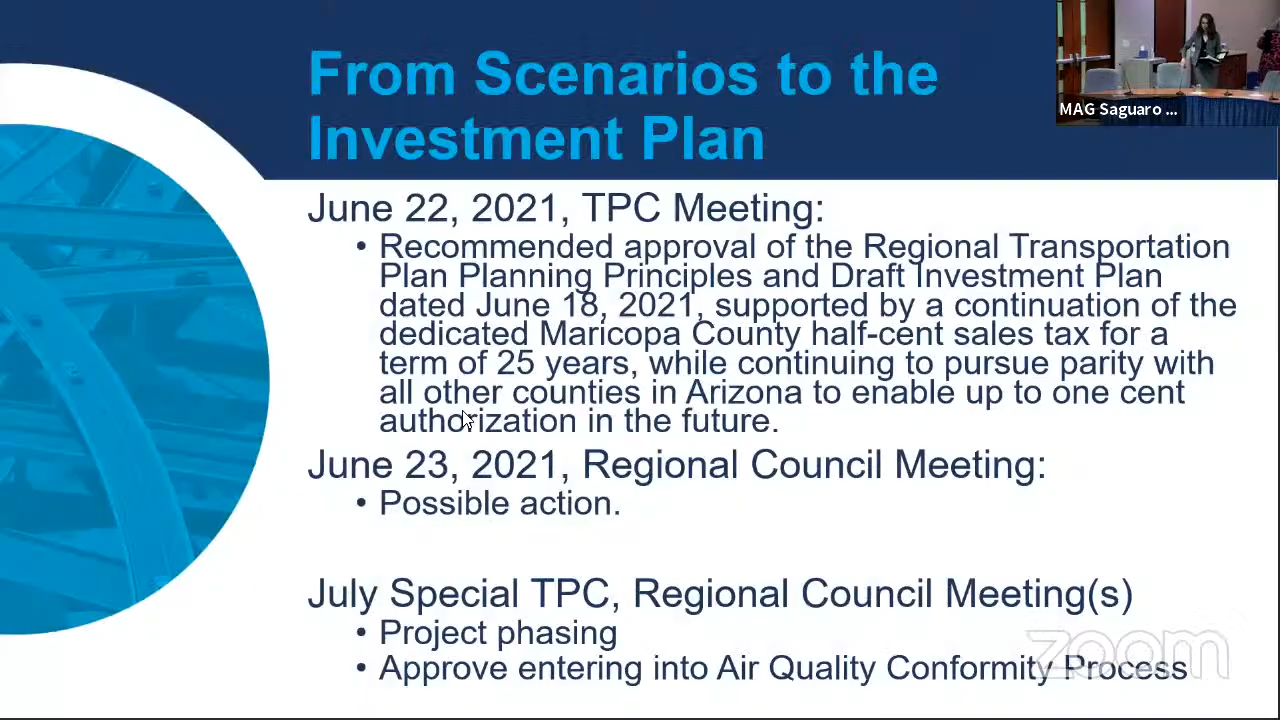 From Scenarios to the
Investment Plan
MAG Saguaro ...
June 22, 2021, TPC Meeting:
• Recommended approval of the Regional Transportation
Plan Planning Principles and Draft Investment Plan
dated June 18, 2021, supported by a continuation of the
dedicated Maricopa County half-cent sales tax for a
term of 25 years, while continuing to pursue parity with
all other counties in Arizona to enable up to one cent
authorization in the future.
June 23, 2021, Regional Council Meeting:
• Possible action.
July Special TPC, Regional Council Meeting(s)
• Project phasing
• Approve entering into Air Quality Conformity Process
zoom